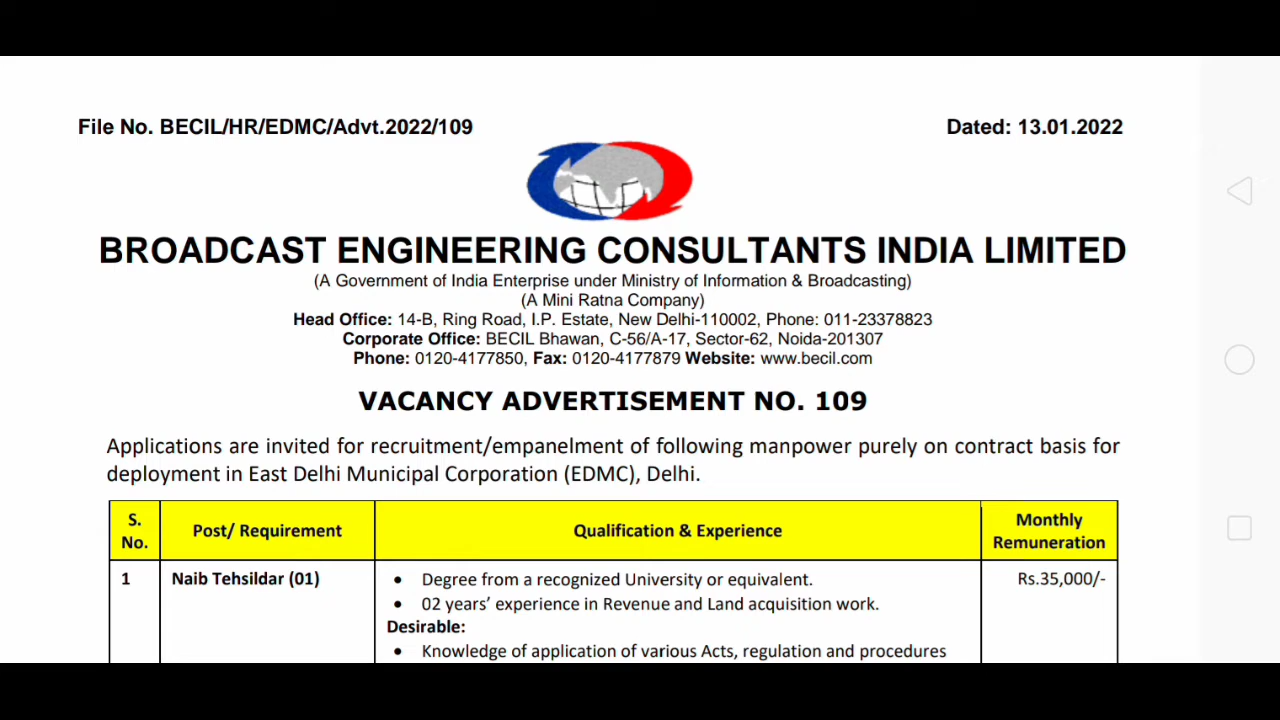 File No. BECIL/HR/EDMC/Advt.2022/109 Dated: 13.01.2022
BROADCAST ENGINEERING CONSULTANTS INDIA LIMITED
(A Government of India Enterprise under Ministry of Information & Broadcasting)
(A Mini Ratna Company)
Head Office: 14-B, Ring Road, I.P. Estate, New Delhi-110002, Phone: 011-23378823
Corporate Office: BECIL Bhawan, C-56/A-17, Sector-62, Noida-201307
Phone: 0120-4177850, Fax: 0120-4177879 Website: www.becil.com
VACANCY ADVERTISEMENT NO. 109
Applications are invited for recruitment/empanelment of following manpower purely on contract basis for
deployment in East Delhi Municipal Corporation (EDMC), Delhi.
S. No. Post/ Requirement Qualification & Experience Monthly Remuneration
1 Naib Tehsildar (01) • Degree from a recognized University or equivalent. Rs.35,000/-
• 02 years' experience in Revenue and Land acquisition work.
Desirable:
• Knowledge of application of various Acts, regulation and procedures